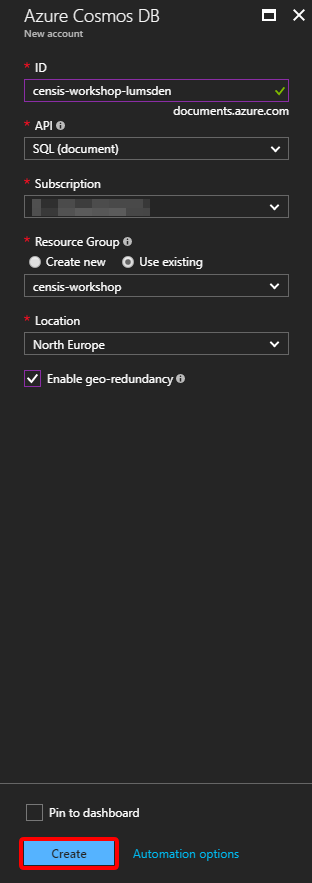 Azure Cosmos DB
New account
* ID
censis-workshop-lumsden
documents.azure.com
* API
SQL (document)
* Subscription
* Resource Group
Create new Use existing
censis-workshop
* Location
North Europe
Enable geo-redundancy
Pin to dashboard
Create Automation options